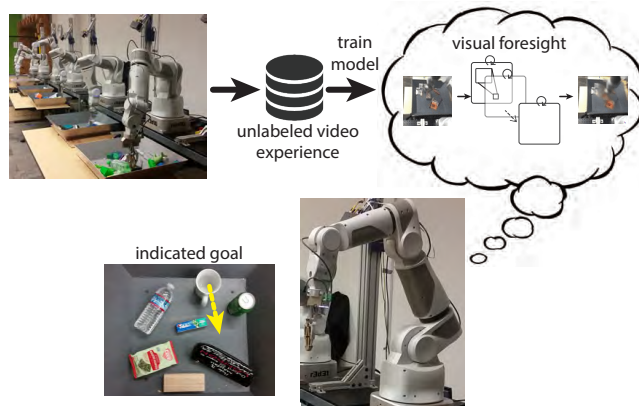 train
model
visual foresight
unlabeled video
experience
indicated goal